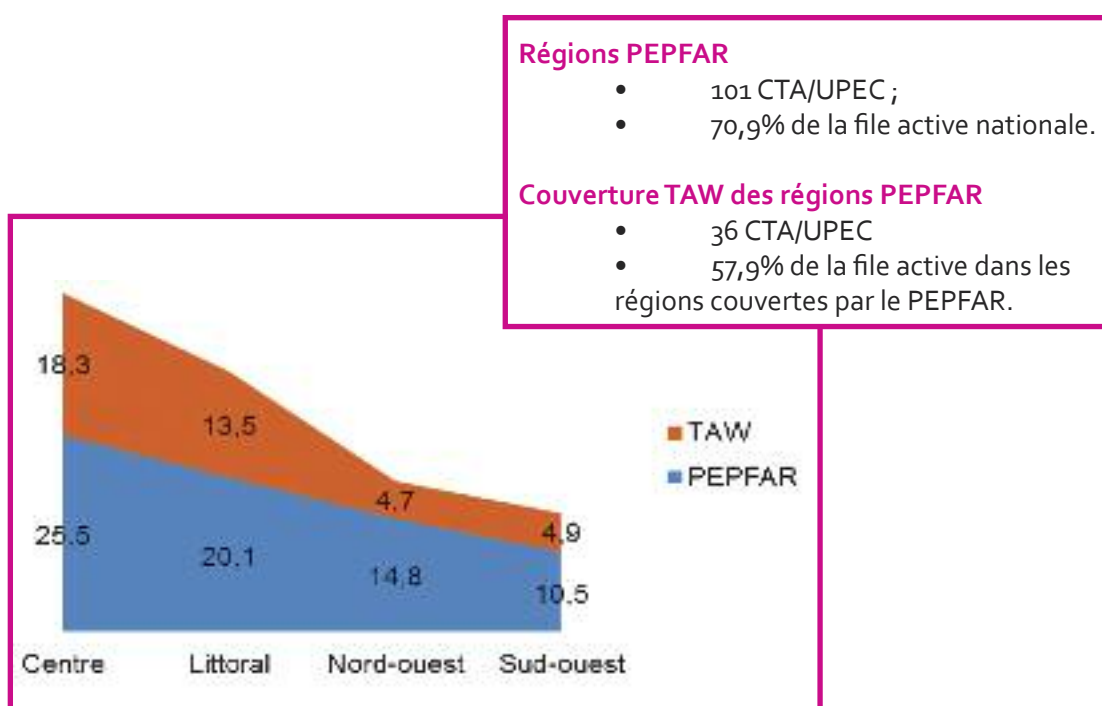 Régions PEPFAR
• 101 CTA/UPEC ;
• 70,9% de la file active nationale.
Couverture TAW des régions PEPFAR
• 36 CTA/UPEC
• 57,9% de la file active dans les
régions couvertes par le PEPFAR.
18,3
13,5
4,7
4,9
TAW
PEPFAR
25,5
20,1
14,8
10,5
Centre Littoral Nord-ouest Sud-ouest